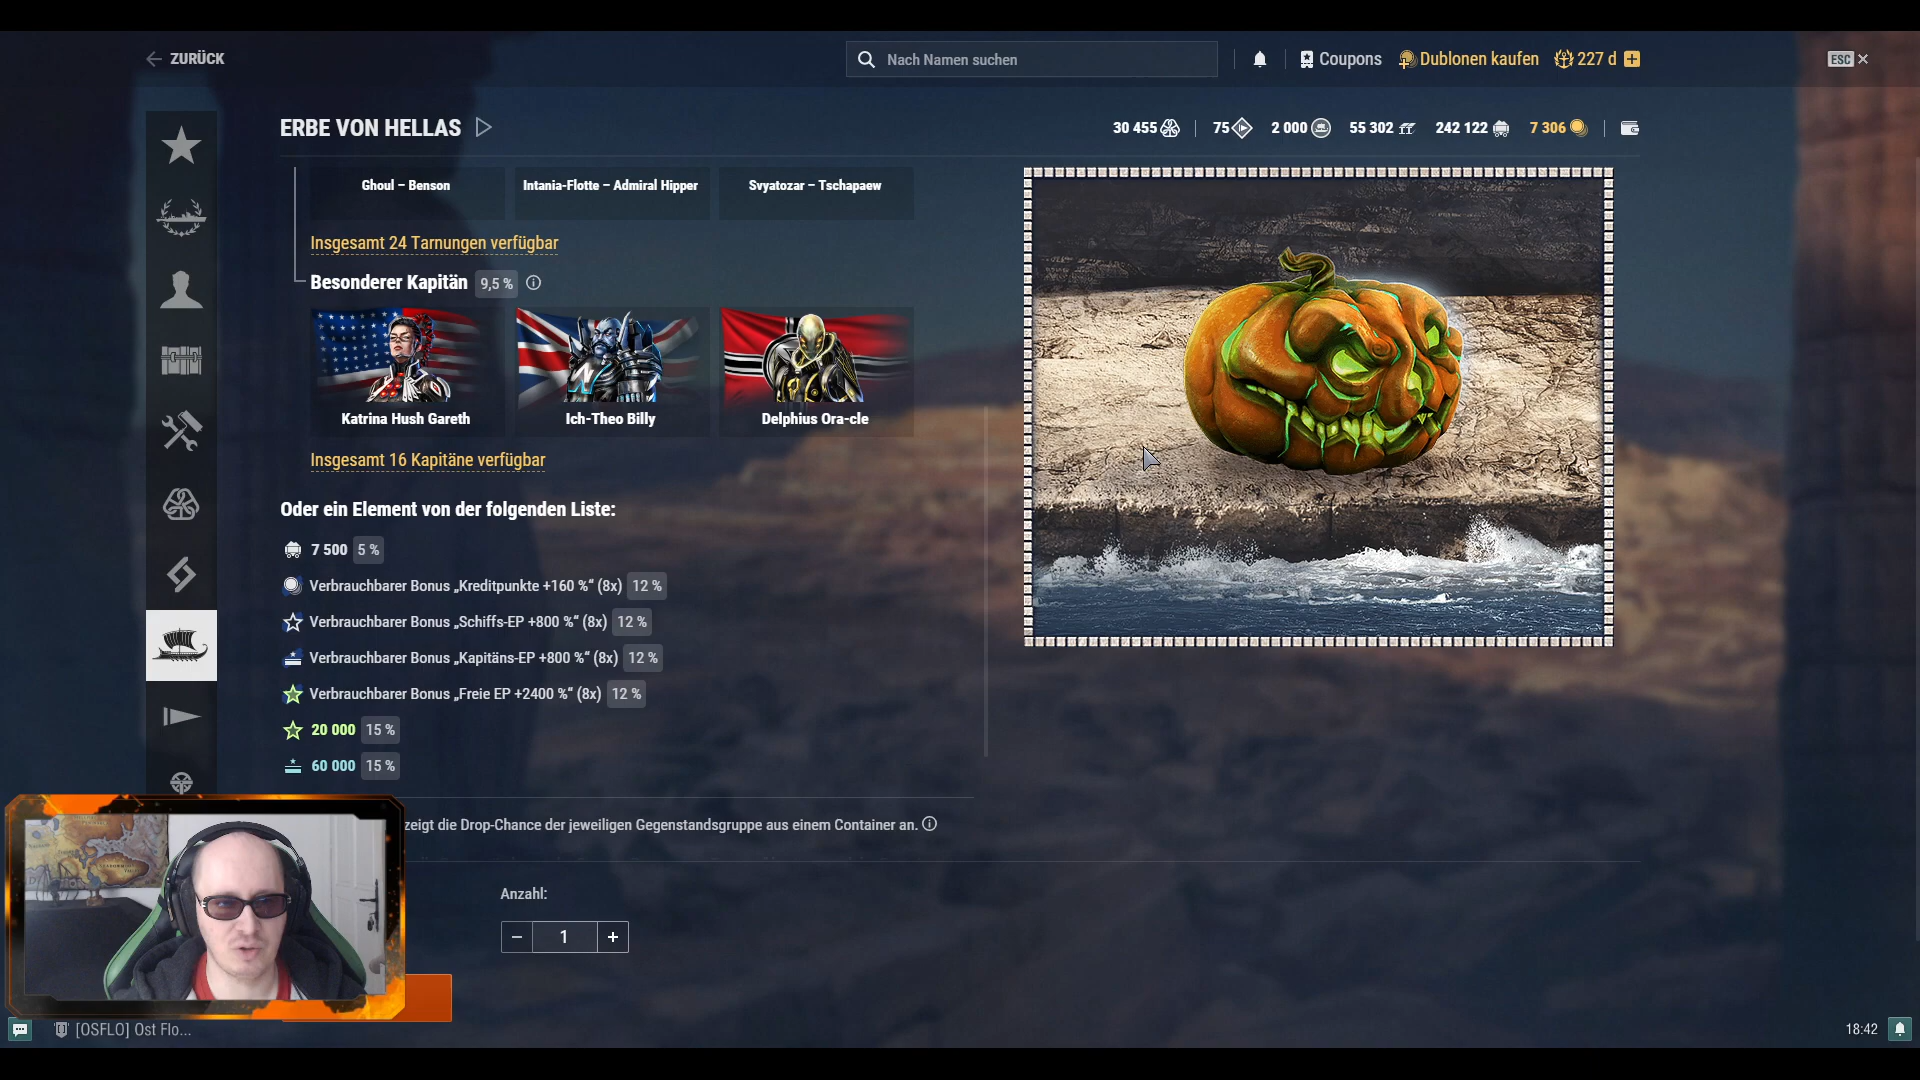 ZURÜCK
Nach Namen suchen
Coupons
Dublonen kaufen
227 d
ESC
ERBE VON HELLAS
30 455
75
2 000
55 302
242 122
7 306
Ghoul – Benson
Intania-Flotte – Admiral Hipper
Svyatozar – Tschapaew
Insgesamt 24 Tarnungen verfügbar
Besonderer Kapitän 9,5 %
Katrina Hush Gareth
Ich-Theo Billy
Delphius Ora-cle
Insgesamt 16 Kapitäne verfügbar
Oder ein Element von der folgenden Liste:
7 500 5 %
Verbrauchbarer Bonus „Kreditpunkte +160 %“ (8x) 12 %
Verbrauchbarer Bonus „Schiffs-EP +800 %“ (8x) 12 %
Verbrauchbarer Bonus „Kapitäns-EP +800 %“ (8x) 12 %
Verbrauchbarer Bonus „Freie EP +2400 %“ (8x) 12 %
20 000 15 %
60 000 15 %
zeigt die Drop-Chance der jeweiligen Gegenstandsgruppe aus einem Container an.
Anzahl:
− 1 +
[OSFLO] Ost Flo...
18:42